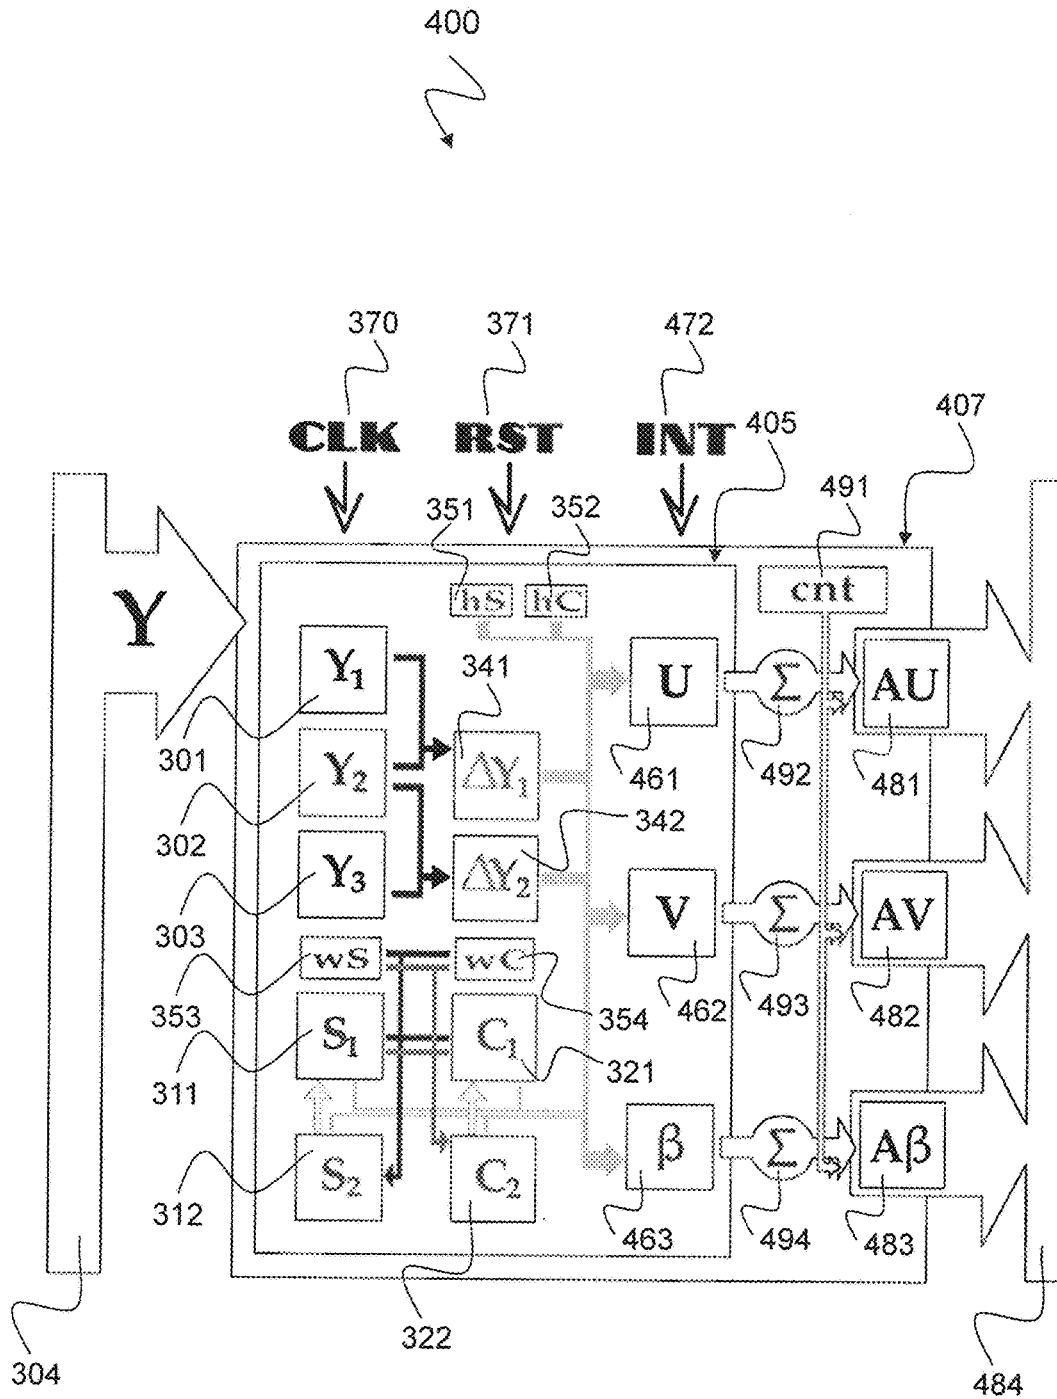 400
370 371 472
CLK RST INT
405 407
351 352 491
hS hC cnt
Y
Y1 341 U Σ AU
301 ΔY1 461 492 481
Y2 342
302 ΔY2
Y3 V Σ AV
303
wS wC 462 493 482
353 354
S1 C1 321
311
β Σ Aβ
S2 C2
312 463 494 483
322
304 484